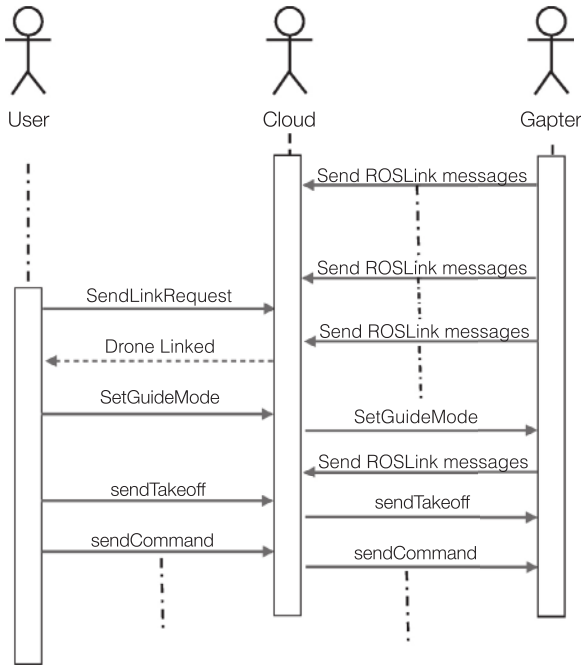 User
Cloud
Gapter
Send ROSLink messages
Send ROSLink messages
SendLinkRequest
Send ROSLink messages
Drone Linked
SetGuideMode
SetGuideMode
Send ROSLink messages
sendTakeoff
sendTakeoff
sendCommand
sendCommand